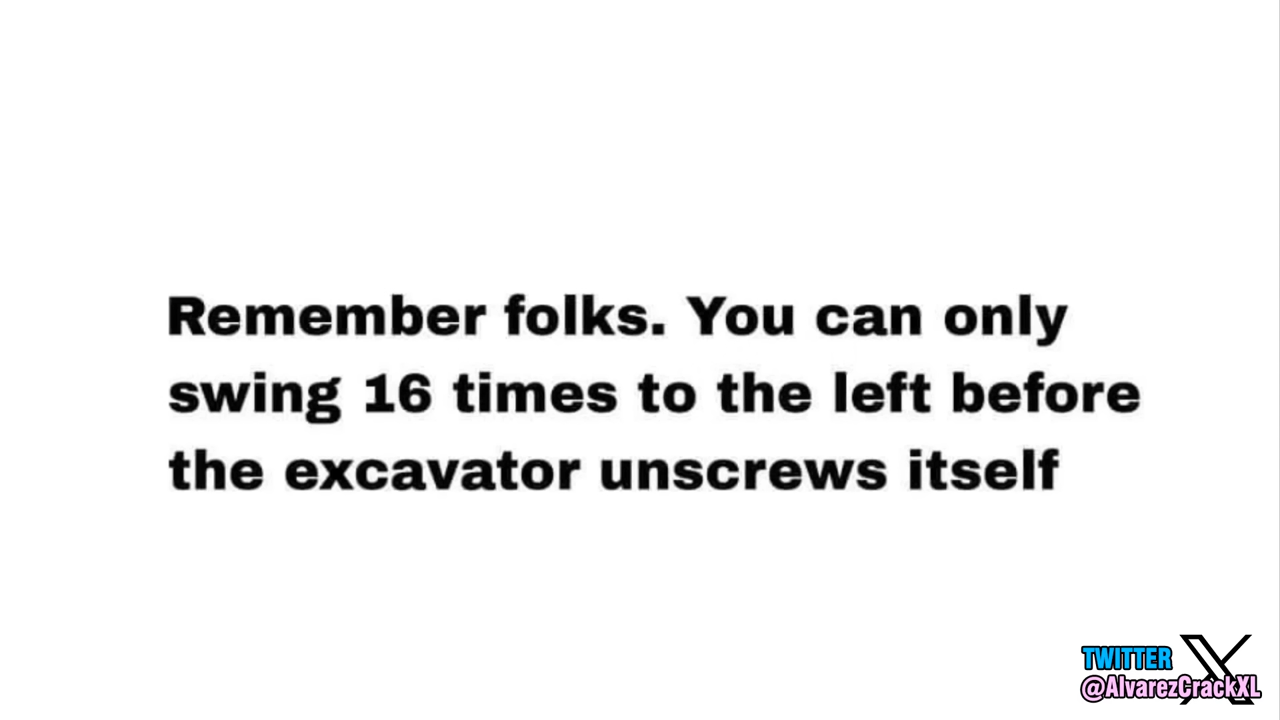 Remember folks. You can only
swing 16 times to the left before
the excavator unscrews itself
TWITTER X
@AlvarezCrackXL